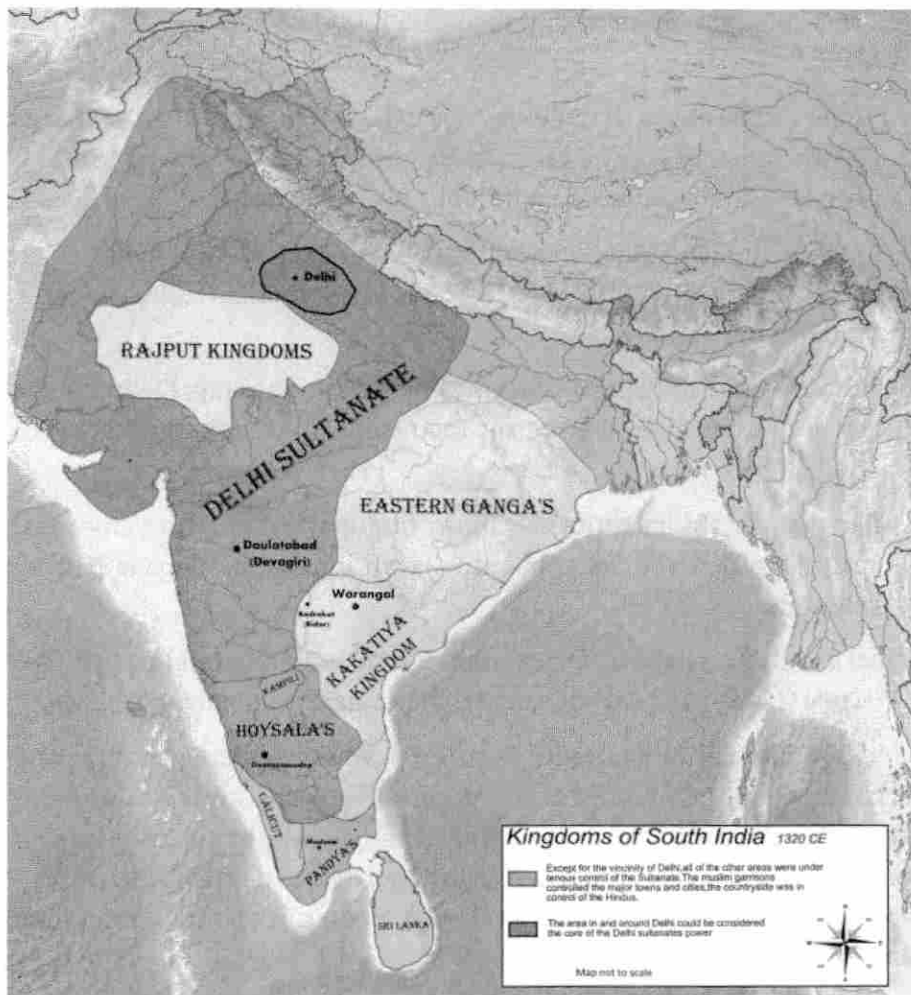 Delhi
RAJPUT KINGDOMS
DELHI SULTANATE
EASTERN GANGA'S
Daulatabad
(Devagiri)
Warangal
(Bidar)
KAKATIYA
KINGDOM
KAMPILI
HOYSALA'S
CALICUT
PANDYA'S
SRI LANKA
Kingdoms of South India 1320 CE
Except for the vincinity of Delhi,all of the other areas were under
tenous control of the Sultanate.The muslim garrisons
controlled the major towns and cities,the countryside was in
control of the Hindus.
The area in and around Delhi could be considered
the core of the Delhi sultanates power
Map not to scale